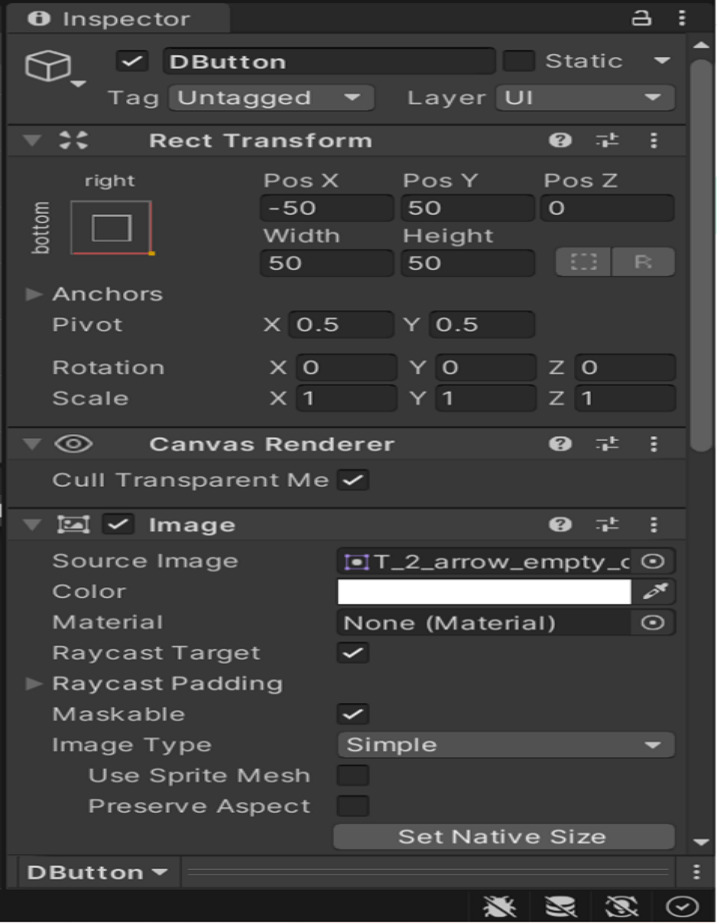 Inspector
DButton Static
Tag Untagged Layer UI
Rect Transform
right Pos X Pos Y Pos Z
bottom -50 50 0
Width Height
50 50 R
Anchors
Pivot X 0.5 Y 0.5
Rotation X 0 Y 0 Z 0
Scale X 1 Y 1 Z 1
Canvas Renderer
Cull Transparent Me
Image
Source Image T_2_arrow_empty_
Color
Material None (Material)
Raycast Target
Raycast Padding
Maskable
Image Type Simple
Use Sprite Mesh
Preserve Aspect
Set Native Size
DButton